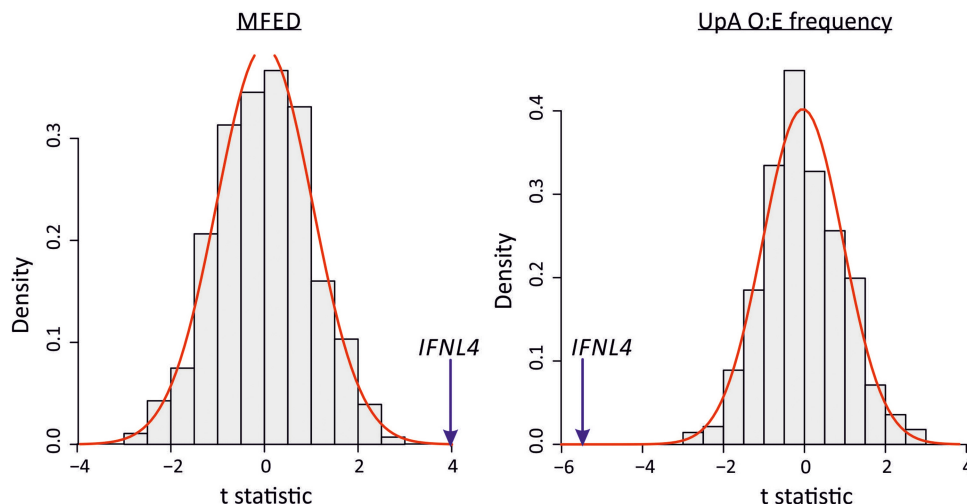 MFED
Density
0.0
0.1
0.2
0.3
IFNL4
−4
−2
0
2
4
t statistic
UpA O:E frequency
Density
0.0
0.1
0.2
0.3
0.4
IFNL4
−6
−4
−2
0
2
4
t statistic